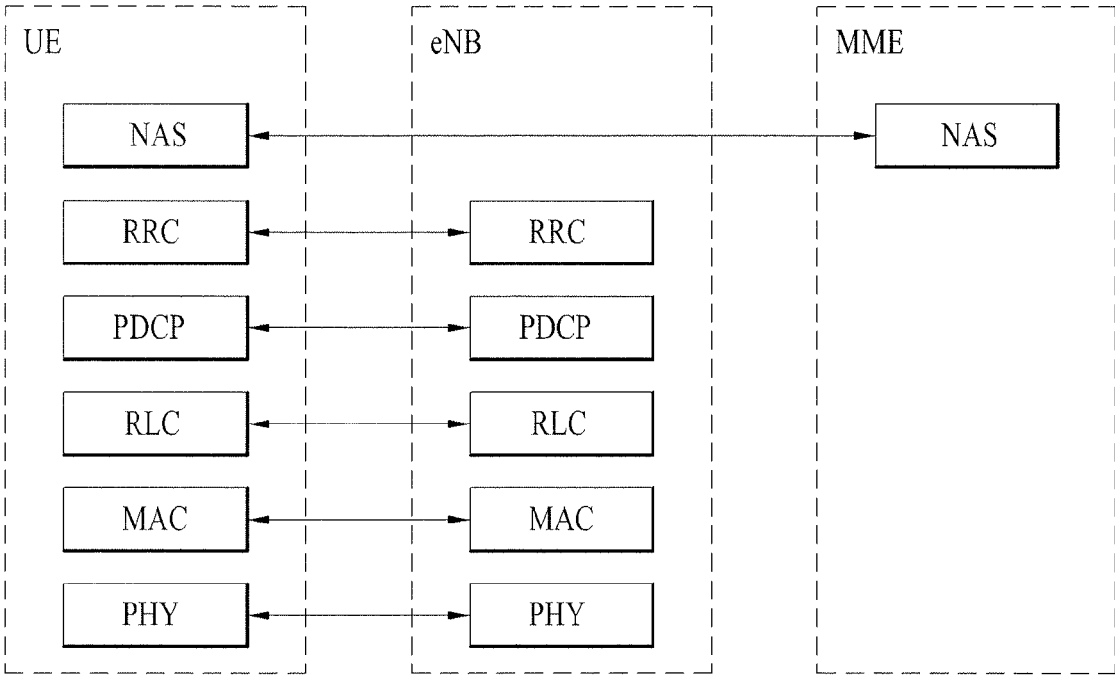 UE
eNB
MME
NAS
NAS
RRC
RRC
PDCP
PDCP
RLC
RLC
MAC
MAC
PHY
PHY